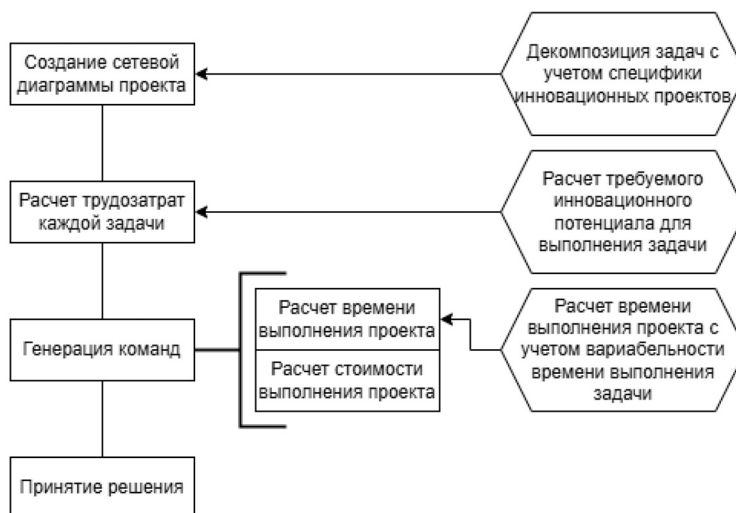 Создание сетевой
диаграммы проекта
Декомпозиция задач с
учетом специфики
инновационных проектов
Расчет трудозатрат
каждой задачи
Расчет требуемого
инновационного
потенциала для
выполнения задачи
Генерация команд
Расчет времени
выполнения проекта
Расчет стоимости
выполнения проекта
Расчет времени
выполнения проекта с
учетом вариабельности
времени выполнения
задачи
Принятие решения